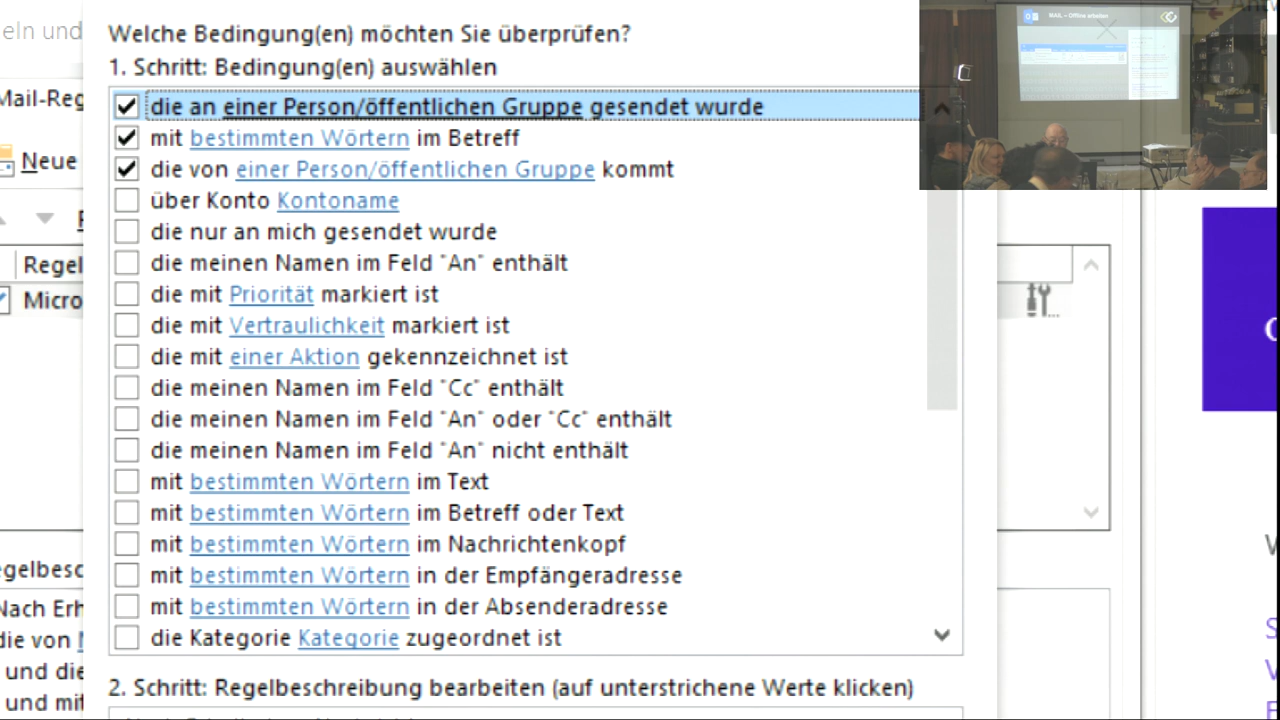 eln und
Welche Bedingung(en) möchten Sie überprüfen?
1. Schritt: Bedingung(en) auswählen
Mail-Reg
Neue
Regel
Micro
die an einer Person/öffentlichen Gruppe gesendet wurde
mit bestimmten Wörtern im Betreff
die von einer Person/öffentlichen Gruppe kommt
über Konto Kontoname
die nur an mich gesendet wurde
die meinen Namen im Feld "An" enthält
die mit Priorität markiert ist
die mit Vertraulichkeit markiert ist
die mit einer Aktion gekennzeichnet ist
die meinen Namen im Feld "Cc" enthält
die meinen Namen im Feld "An" oder "Cc" enthält
die meinen Namen im Feld "An" nicht enthält
mit bestimmten Wörtern im Text
mit bestimmten Wörtern im Betreff oder Text
mit bestimmten Wörtern im Nachrichtenkopf
mit bestimmten Wörtern in der Empfängeradresse
mit bestimmten Wörtern in der Absenderadresse
die Kategorie Kategorie zugeordnet ist
2. Schritt: Regelbeschreibung bearbeiten (auf unterstrichene Werte klicken)
egelbesc
Nach Erh
die von
und die
und mit
MAIL – Offline arbeiten